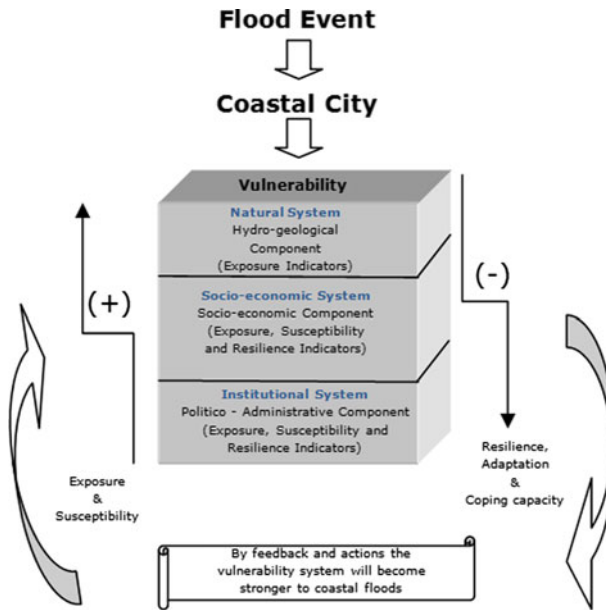 Flood Event
Coastal City
Vulnerability
Natural System
Hydro-geological
Component
(Exposure Indicators)
(+)
(-)
Socio-economic System
Socio-economic Component
(Exposure, Susceptibility
and Resilience Indicators)
Institutional System
Politico - Administrative Component
(Exposure, Susceptibility and
Resilience Indicators)
Exposure
&
Susceptibility
Resilience,
Adaptation
&
Coping capacity
By feedback and actions the
vulnerability system will become
stronger to coastal floods